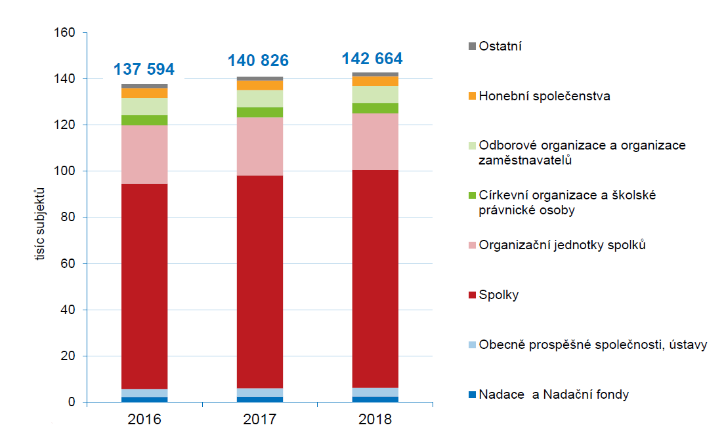 160
140
120
100
80
60
40
20
0
tisíc subjektů
137 594
140 826
142 664
2016
2017
2018
Ostatní
Honební společenstva
Odborové organizace a organizace
zaměstnavatelů
Církevní organizace a školské
právnické osoby
Organizační jednotky spolků
Spolky
Obecně prospěšné společnosti, ústavy
Nadace a Nadační fondy